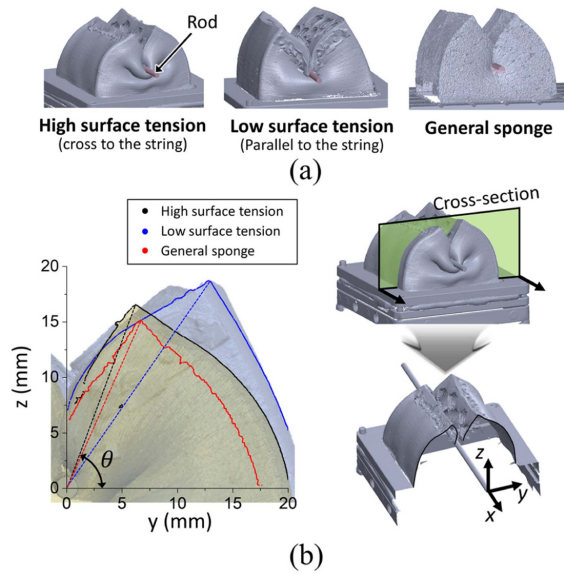 Rod
High surface tension
(cross to the string)
Low surface tension
(Parallel to the string)
General sponge
(a)
High surface tension
Low surface tension
General sponge
20
15
10
5
0
z (mm)
θ
0
5
10
15
20
y (mm)
Cross-section
z
y
x
(b)